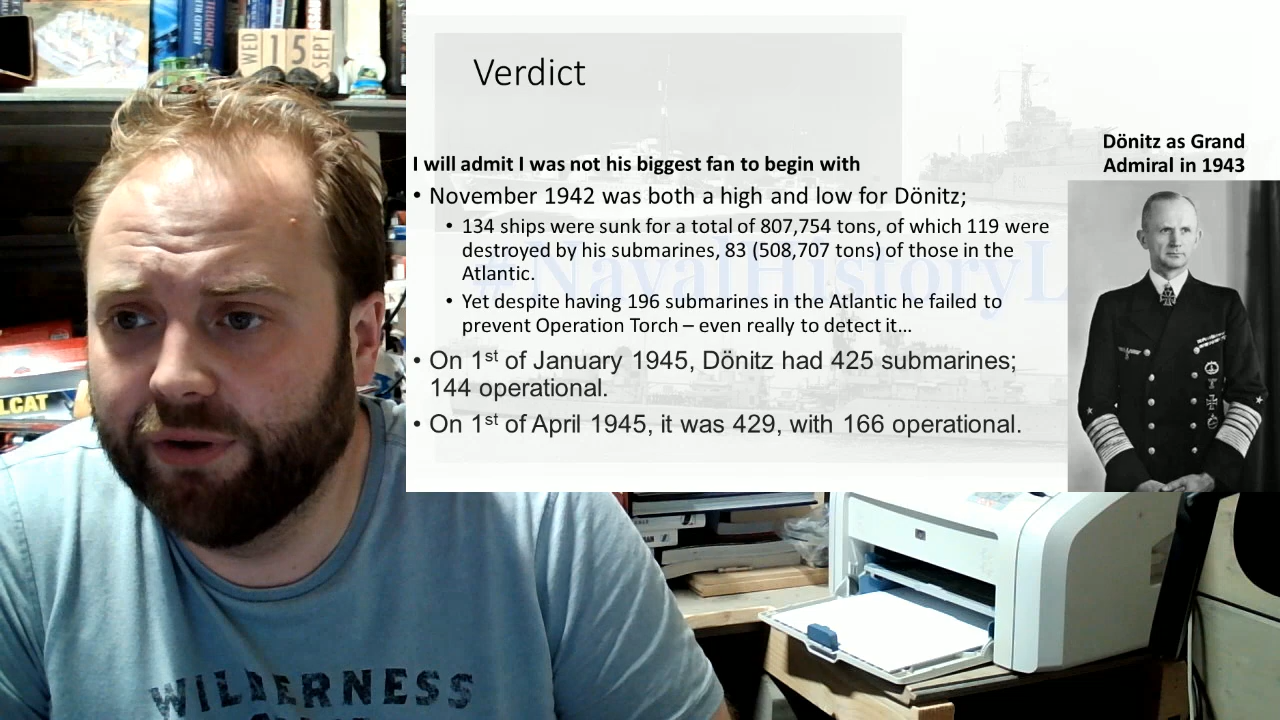 INTELLIGENCE
WED 15 SEPT
Verdict
Dönitz as Grand
Admiral in 1943
I will admit I was not his biggest fan to begin with
• November 1942 was both a high and low for Dönitz;
• 134 ships were sunk for a total of 807,754 tons, of which 119 were
destroyed by his submarines, 83 (508,707 tons) of those in the
Atlantic.
• Yet despite having 196 submarines in the Atlantic he failed to
prevent Operation Torch – even really to detect it...
• On 1st of January 1945, Dönitz had 425 submarines;
144 operational.
• On 1st of April 1945, it was 429, with 166 operational.
#NavalHistoryL
LCAT
WILDERNESS